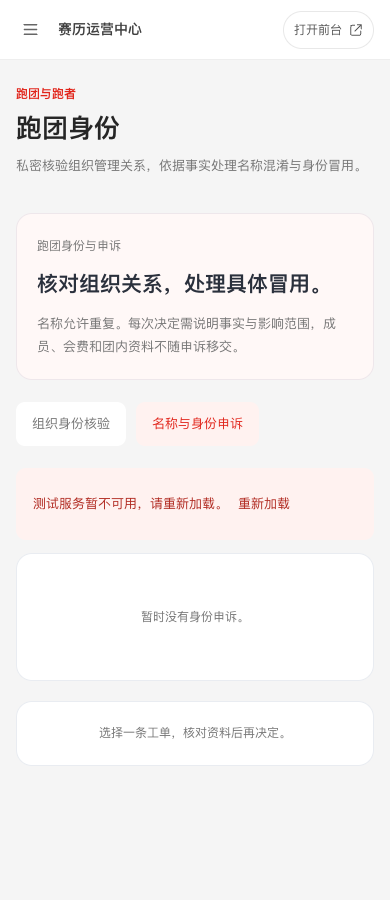 赛历运营中心
打开前台
跑团与跑者
跑团身份
私密核验组织管理关系，依据事实处理名称混淆与身份冒用。
跑团身份与申诉
核对组织关系，处理具体冒用。
名称允许重复。每次决定需说明事实与影响范围，成
员、会费和团内资料不随申诉移交。
组织身份核验
名称与身份申诉
测试服务暂不可用，请重新加载。 重新加载
暂时没有身份申诉。
选择一条工单，核对资料后再决定。